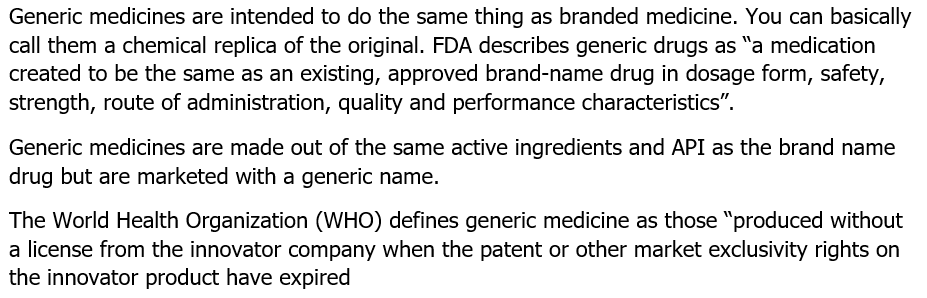 Generic medicines are intended to do the same thing as branded medicine. You can basically
call them a chemical replica of the original. FDA describes generic drugs as “a medication
created to be the same as an existing, approved brand-name drug in dosage form, safety,
strength, route of administration, quality and performance characteristics”.
Generic medicines are made out of the same active ingredients and API as the brand name
drug but are marketed with a generic name.
The World Health Organization (WHO) defines generic medicine as those “produced without
a license from the innovator company when the patent or other market exclusivity rights on
the innovator product have expired